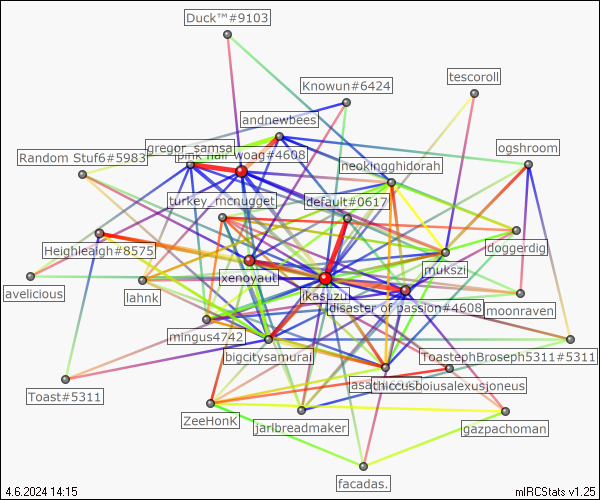 Duck™#9103
Knowun#6424
tescoroll
andnewbees
gregor_samsa
pink hair woag#4608
Random Stuf6#5983
heokingghidorah
ogshroom
turkey_mcnugget
default#0617
doggerdig
Heighleaigh#8575
mukszi
xenoyaut
avelicious
lahnk
ikasuzu
disaster of passion#4608
moonraven
mingus4742
bigcitysamurai
ToastephBroseph5311#5311
thiccusboiusalexusjoneus
Toast#5311
ZeeHonK
jarlbreadmaker
gazpachoman
facadas.
4.6.2024 14:15
mIRCStats v1.25